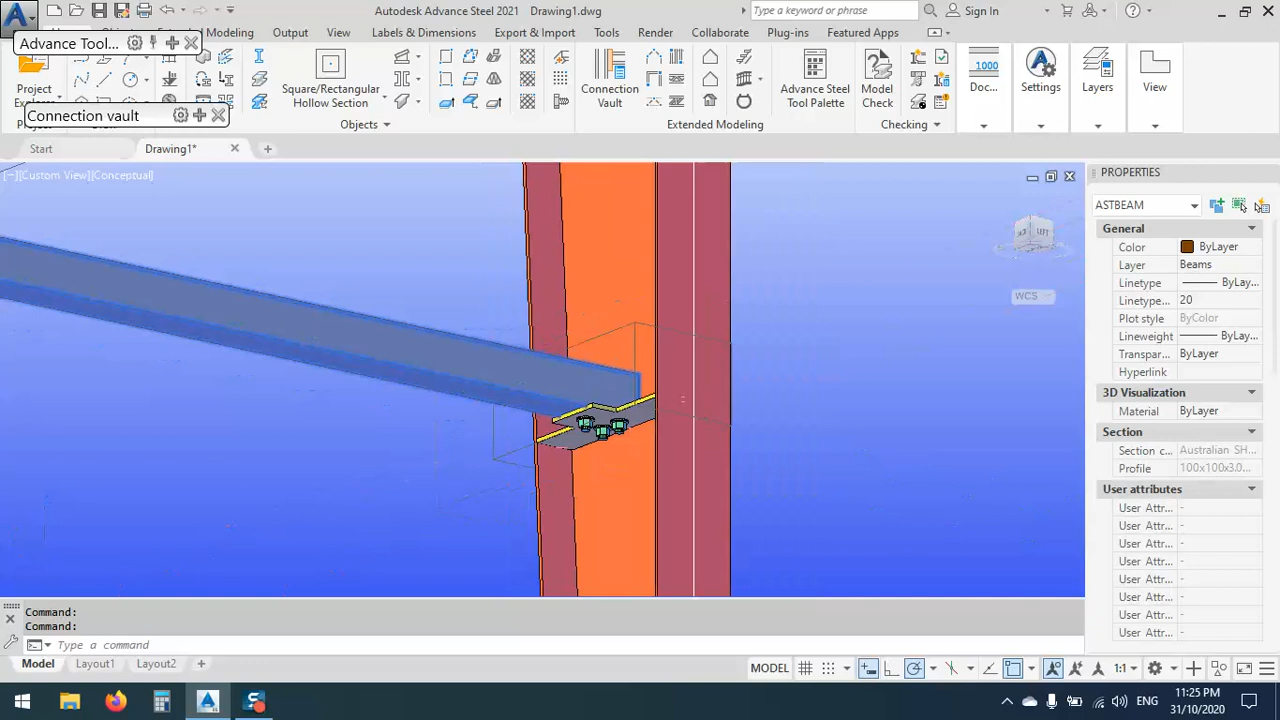 Autodesk Advance Steel 2021 Drawing1.dwg
Type a keyword or phrase
Sign In
Modeling Output View Labels & Dimensions Export & Import Tools Render Collaborate Plug-ins Featured Apps
Advance Tool...
Project
Explorer
Connection vault
Square/Rectangular
Hollow Section
Objects
Connection
Vault
Advance Steel
Tool Palette
Extended Modeling
Model
Check
Checking
1000
Doc...
Settings
Layers
View
Start
Drawing1*
[−][Custom View][Conceptual]
LEFT
WCS
PROPERTIES
ASTBEAM
General
Color ByLayer
Layer Beams
Linetype ByLay...
Linetype... 20
Plot style ByColor
Lineweight ByLay...
Transpar... ByLayer
Hyperlink
3D Visualization
Material ByLayer
Section
Section c... Australian SH...
Profile 100x100x3.0...
User attributes
User Attr... -
User Attr... -
User Attr... -
User Attr... -
User Attr... -
User Attr... -
User Attr... -
User Attr... -
Command:
Command:
Type a command
Model Layout1 Layout2
MODEL
1:1
ENG
11:25 PM
31/10/2020